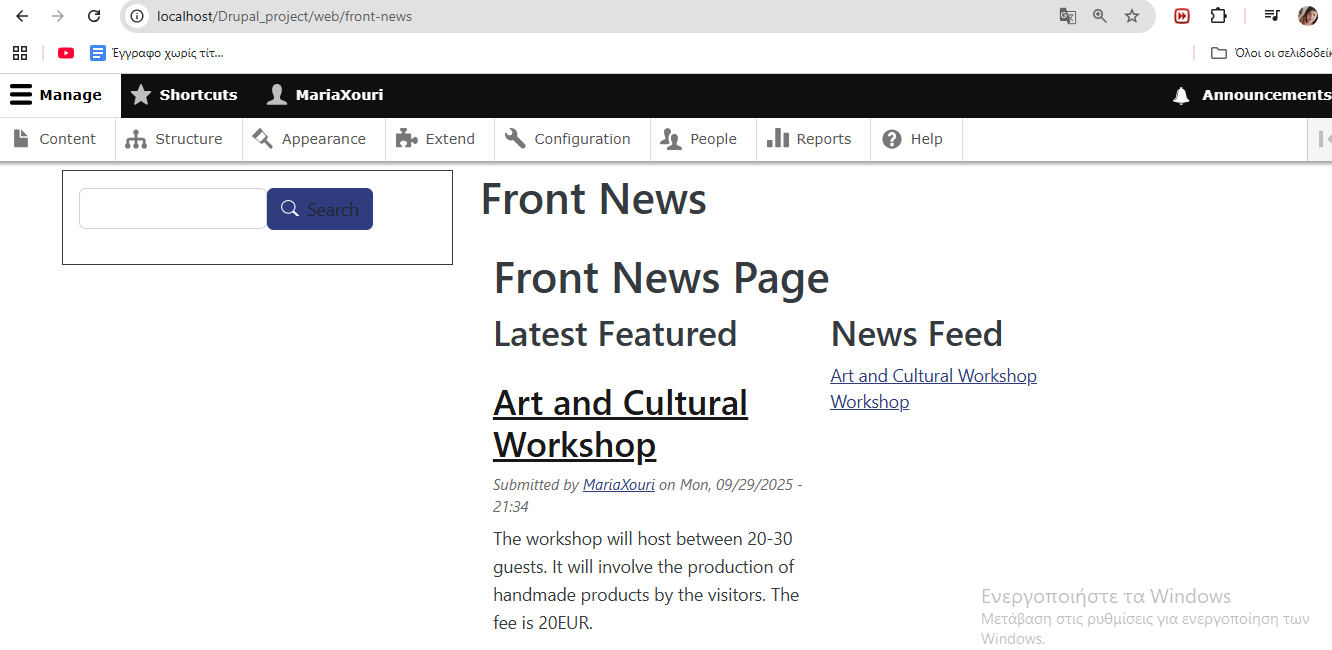 localhost/Drupal_project/web/front-news
Έγγραφο χωρίς τίτ...
Όλοι οι σελιδοδείκ
Manage
Shortcuts
MariaXouri
Announcements
Content
Structure
Appearance
Extend
Configuration
People
Reports
Help
Search
Front News
Front News Page
Latest Featured
News Feed
Art and Cultural
Workshop
Submitted by MariaXouri on Mon, 09/29/2025 -
21:34
The workshop will host between 20-30
guests. It will involve the production of
handmade products by the visitors. The
fee is 20EUR.
Art and Cultural Workshop
Workshop
Ενεργοποιήστε τα Windows
Μετάβαση στις ρυθμίσεις για ενεργοποίηση των
Windows.